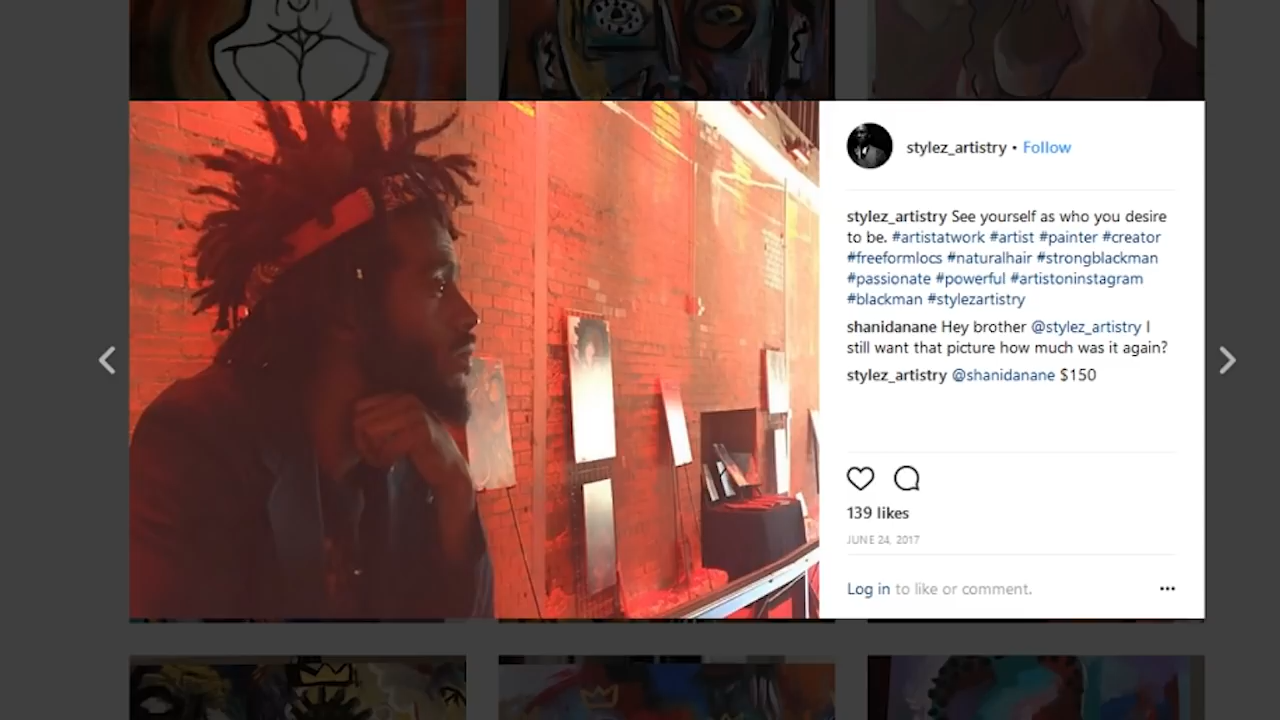 stylez_artistry • Follow
stylez_artistry See yourself as who you desire
to be. #artistatwork #artist #painter #creator
#freeformlocs #naturalhair #strongblackman
#passionate #powerful #artistoninstagram
#blackman #stylezartistry
shanidanane Hey brother @stylez_artistry I
still want that picture how much was it again?
stylez_artistry @shanidanane $150
139 likes
JUNE 24, 2017
Log in to like or comment.